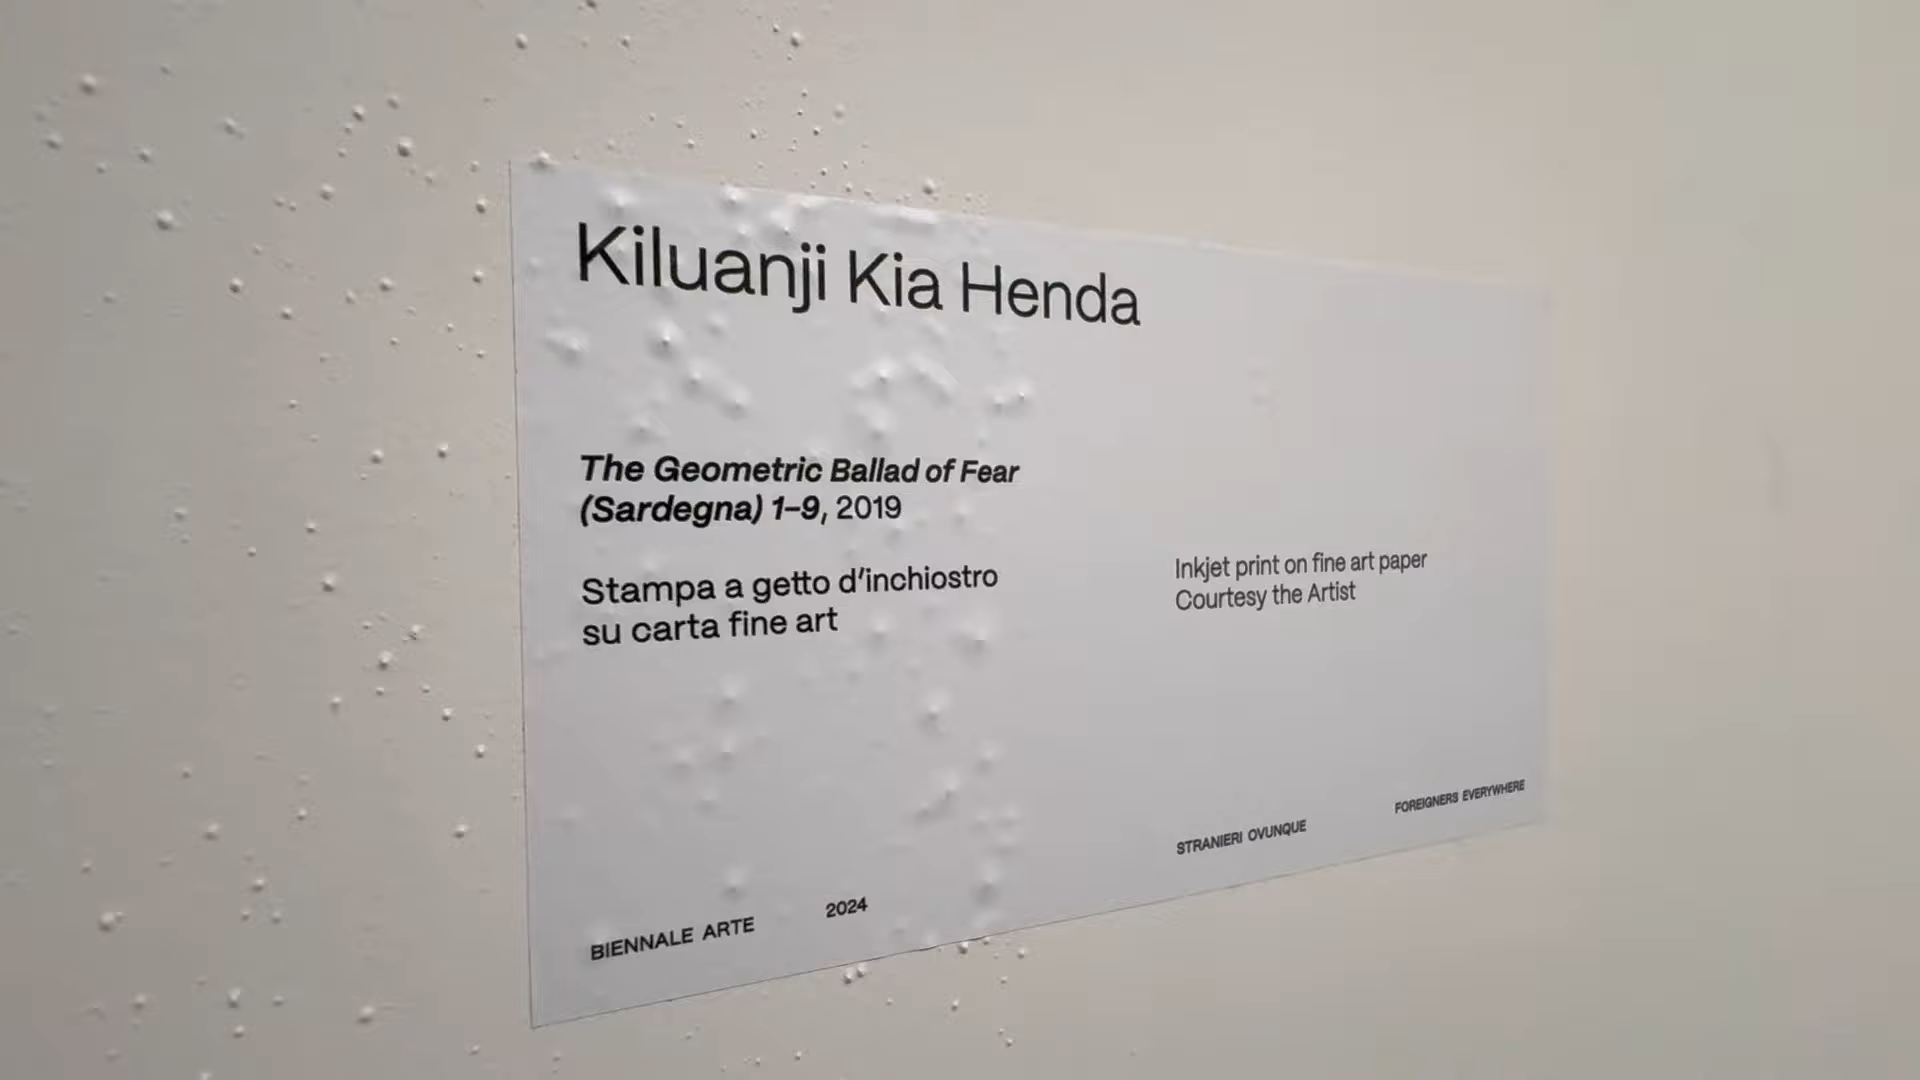 Kiluanji Kia Henda
The Geometric Ballad of Fear
(Sardegna) 1–9, 2019
Stampa a getto d’inchiostro
su carta fine art
Inkjet print on fine art paper
Courtesy the Artist
BIENNALE ARTE
2024
STRANIERI OVUNQUE
FOREIGNERS EVERYWHERE